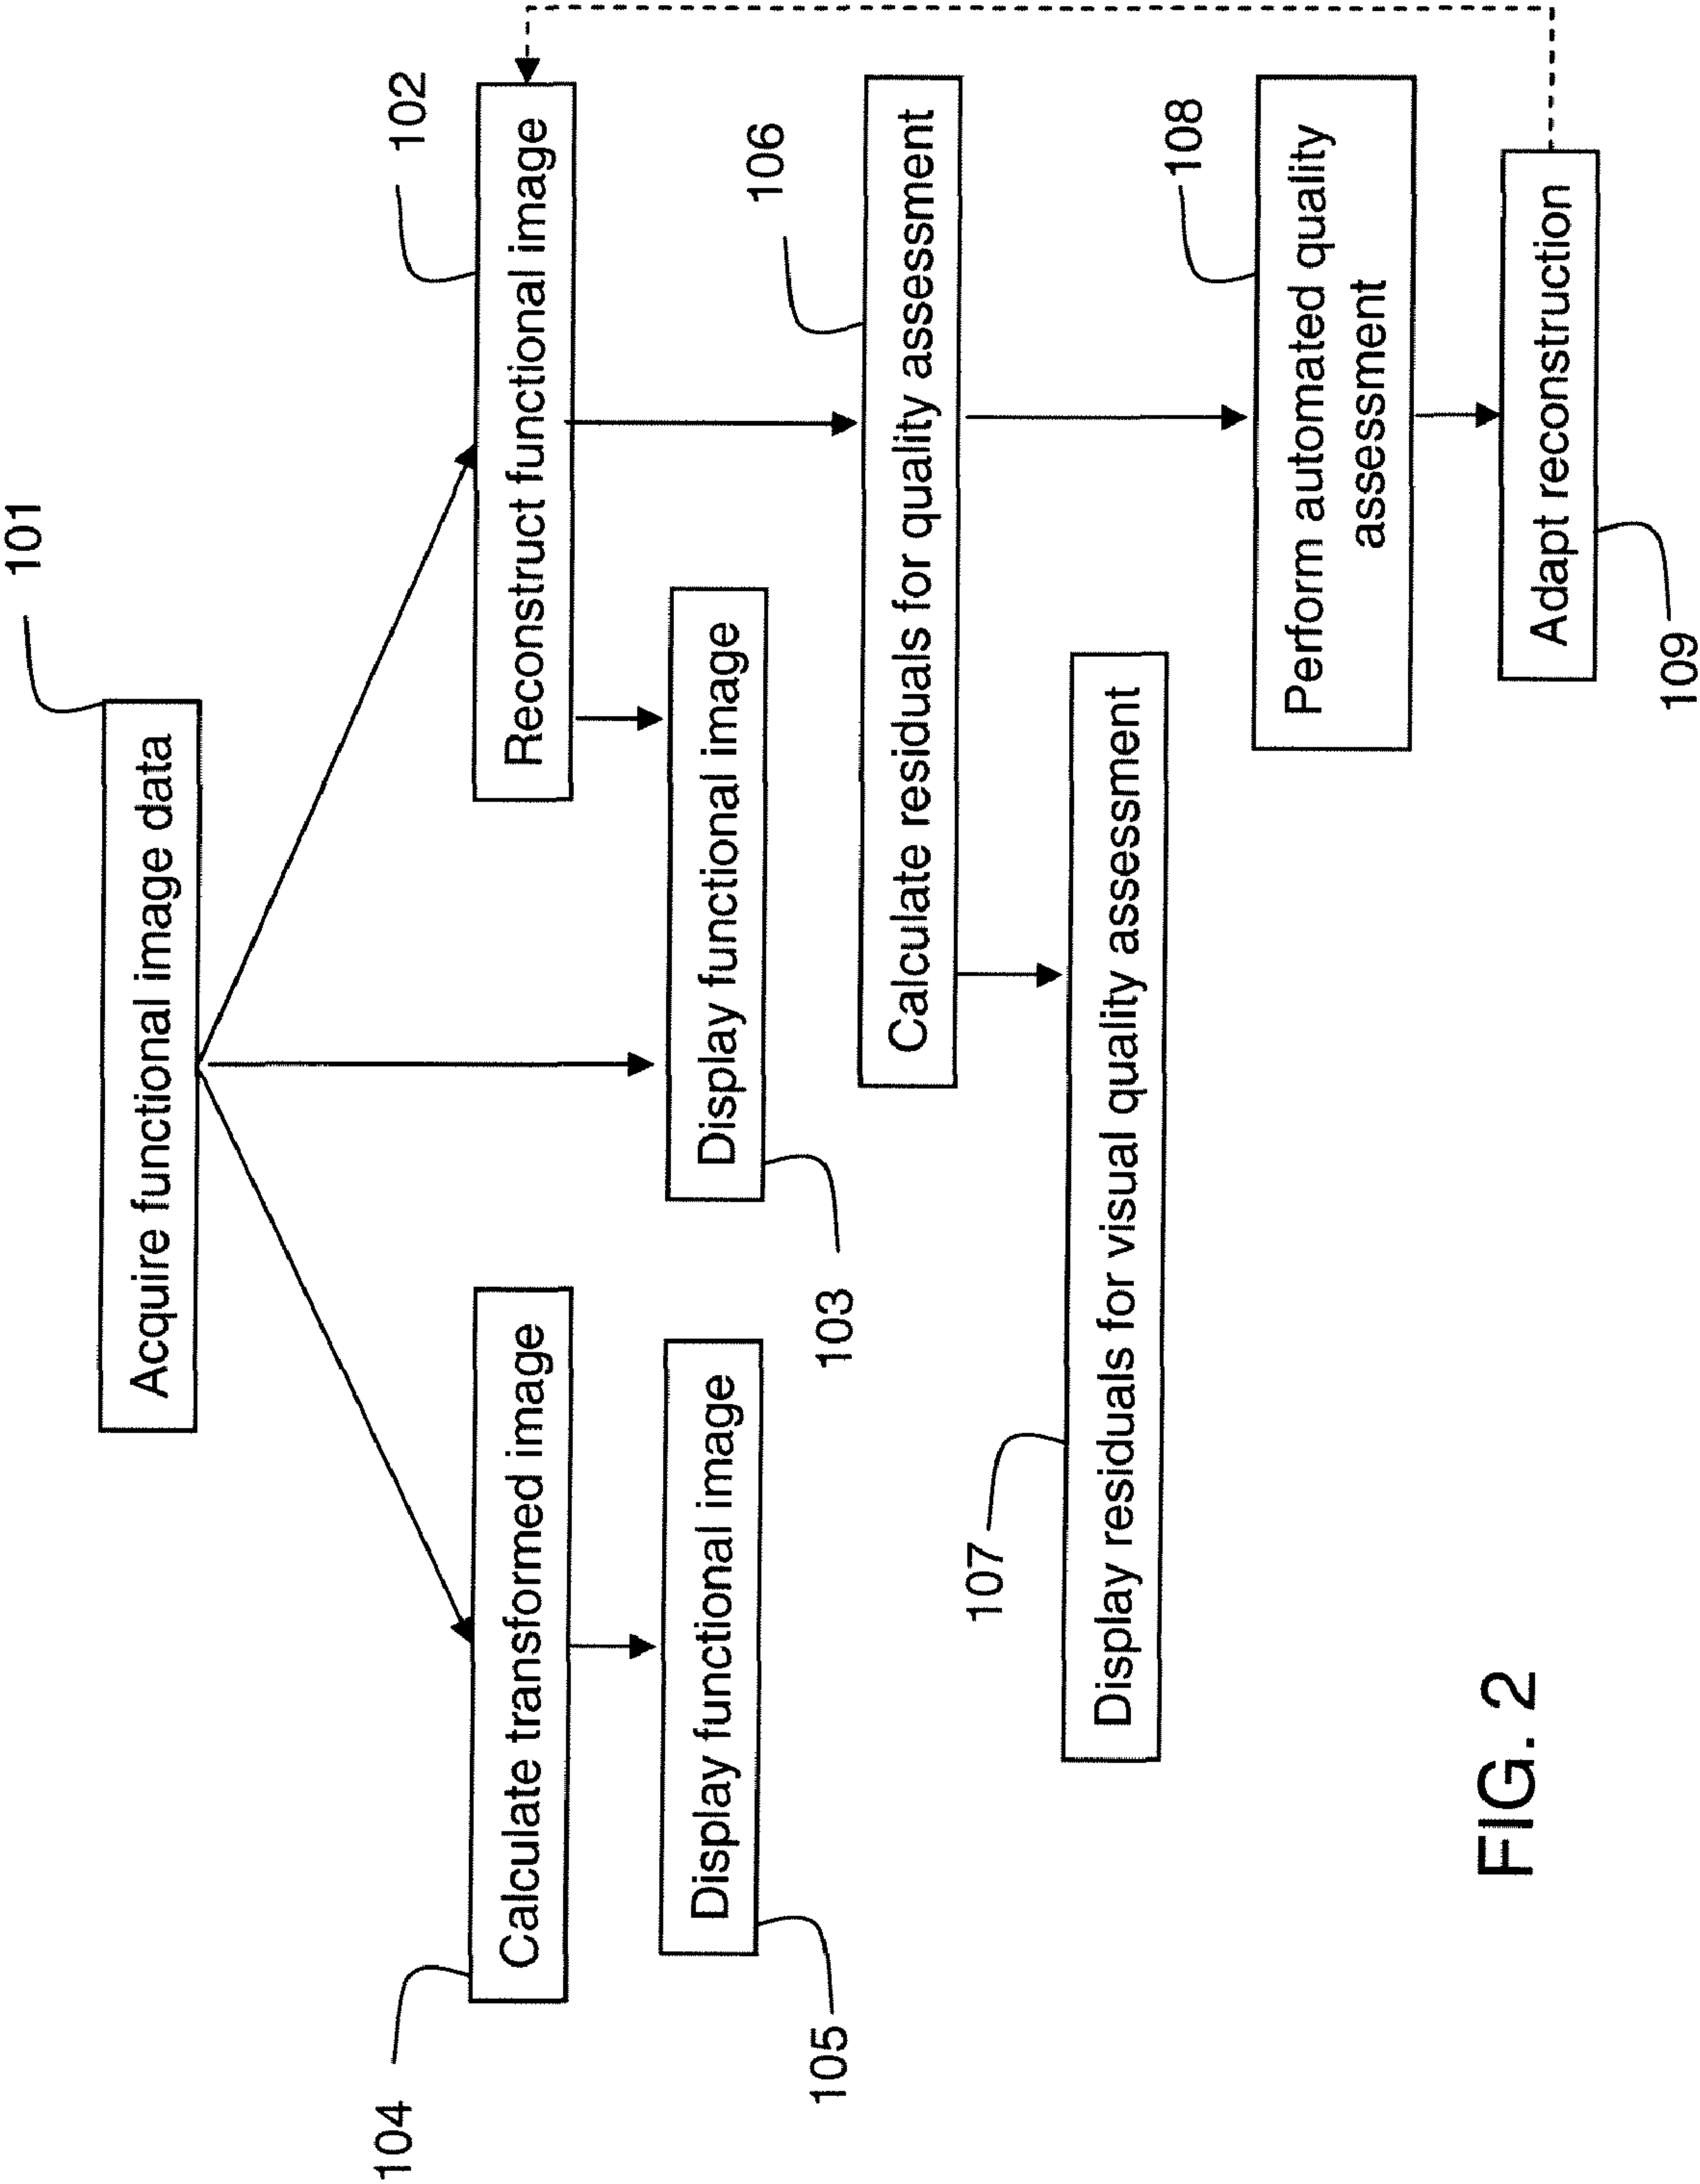 101
Acquire functional image data
104
Calculate transformed image
102
Reconstruct functional image
105
Display functional image
103
Display functional image
106
Calculate residuals for quality assessment
107
Display residuals for visual quality assessment
108
Perform automated quality
assessment
109
Adapt reconstruction
FIG. 2